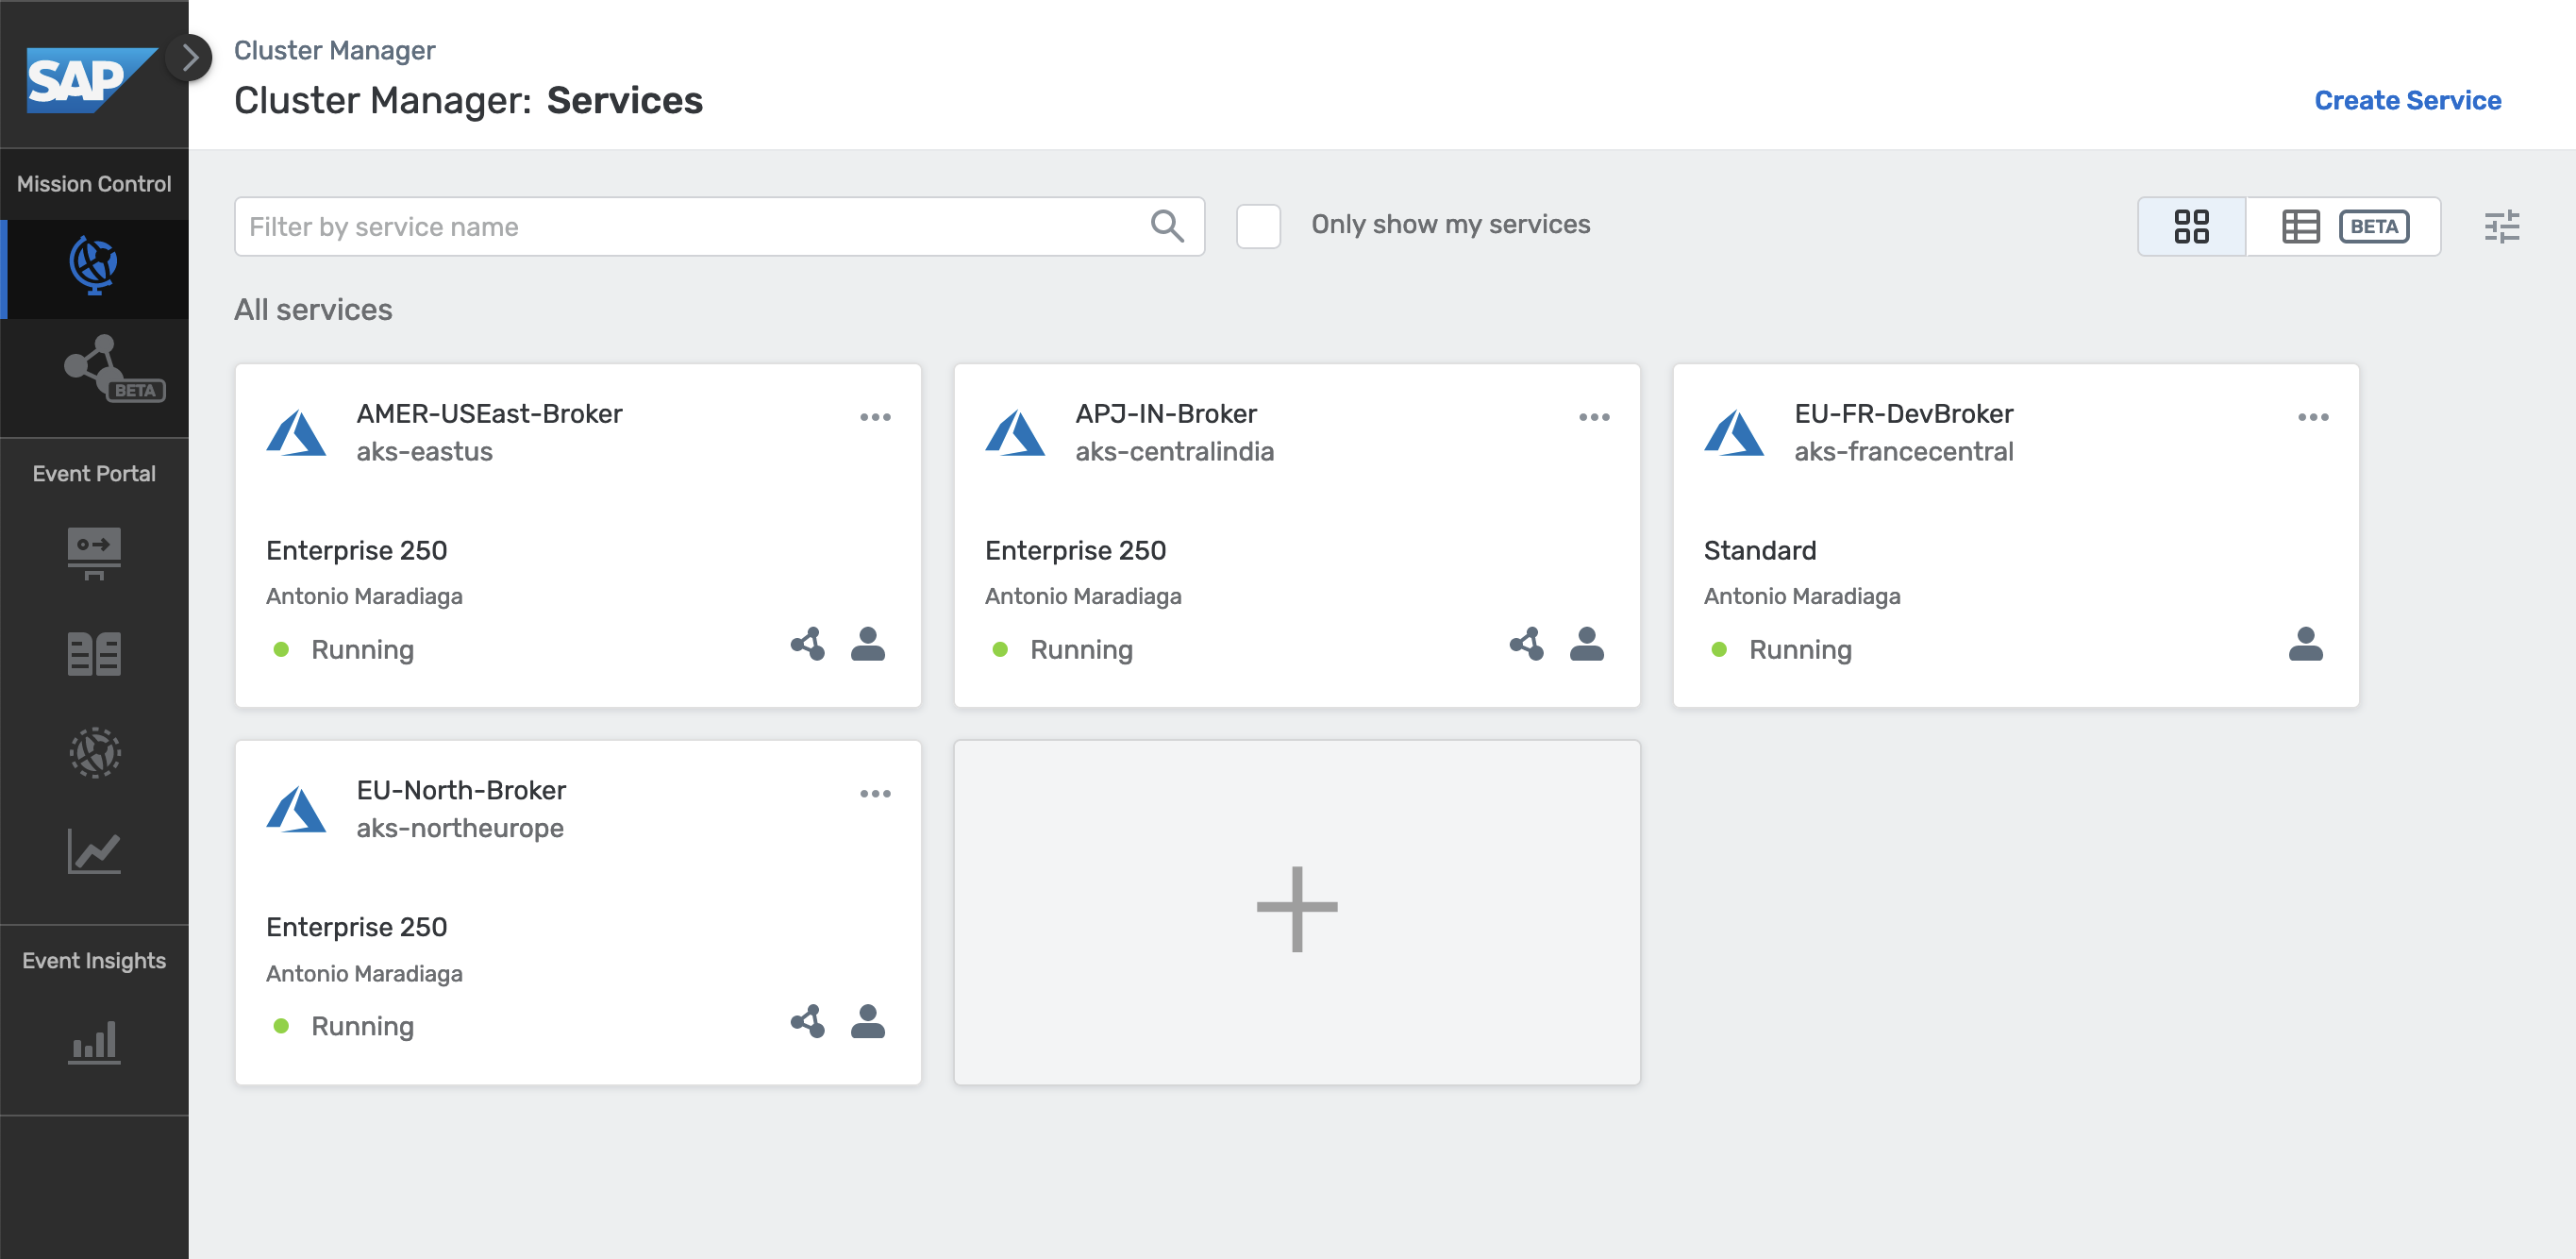 SAP
Cluster Manager
Cluster Manager: Services
Create Service
Mission Control
BETA
Event Portal
Event Insights
Filter by service name
Only show my services
BETA
All services
AMER-USEast-Broker
aks-eastus
Enterprise 250
Antonio Maradiaga
Running
APJ-IN-Broker
aks-centralindia
Enterprise 250
Antonio Maradiaga
Running
EU-FR-DevBroker
aks-francecentral
Standard
Antonio Maradiaga
Running
EU-North-Broker
aks-northeurope
Enterprise 250
Antonio Maradiaga
Running